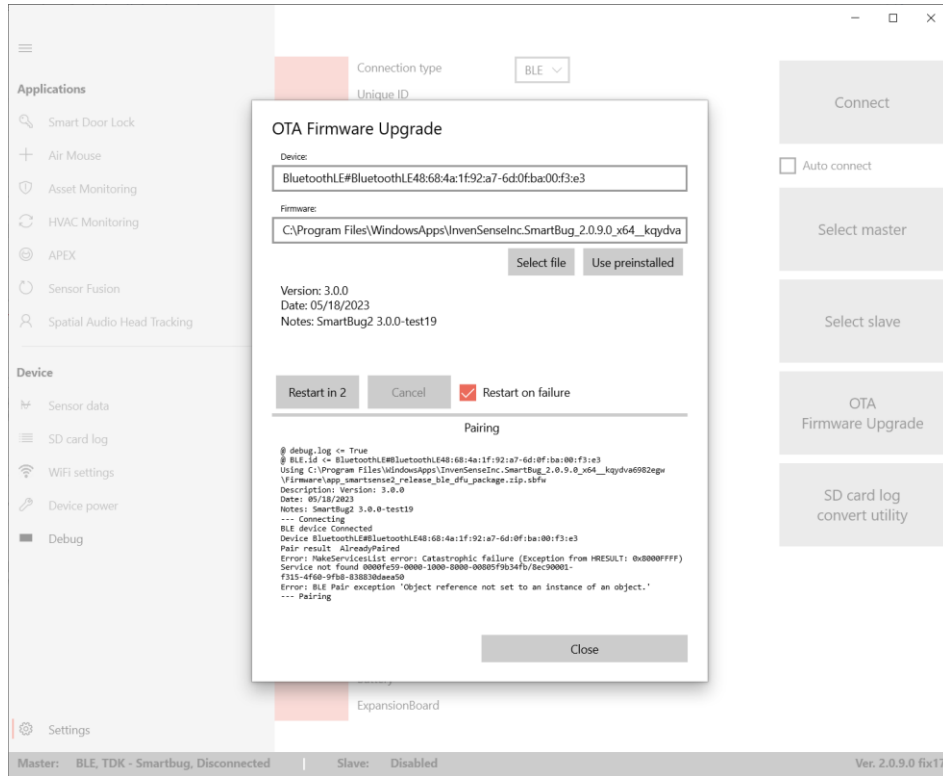 Applications
Smart Door Lock
Air Mouse
Asset Monitoring
HVAC Monitoring
APEX
Sensor Fusion
Spatial Audio Head Tracking
Device
Sensor data
SD card log
WiFi settings
Device power
Debug
Settings
Connection type
BLE
Unique ID
OTA Firmware Upgrade
Device:
BluetoothLE#BluetoothLE48:68:4a:1f:92:a7-6d:0f:ba:00:f3:e3
Firmware:
C:\Program Files\WindowsApps\InvenSenseInc.SmartBug_2.0.9.0_x64__kqydva
Select file
Use preinstalled
Version: 3.0.0
Date: 05/18/2023
Notes: SmartBug2 3.0.0-test19
Restart in 2
Cancel
Restart on failure
Pairing
@ debug.log <= True
@ BLE.id <= BluetoothLE#BluetoothLE48:68:4a:1f:92:a7-6d:0f:ba:00:f3:e3
Using C:\Program Files\WindowsApps\InvenSenseInc.SmartBug_2.0.9.0_x64__kqydva6982egw
\Firmware\app_smartsense2_release_ble_dfu_package.zip.sbfw
Description: Version: 3.0.0
Date: 05/18/2023
Notes: SmartBug2 3.0.0-test19
--- Connecting
BLE device Connected
Device BluetoothLE#BluetoothLE48:68:4a:1f:92:a7-6d:0f:ba:00:f3:e3
Pair result AlreadyPaired
Error: MakeServicesList error: Catastrophic failure (Exception from HRESULT: 0x8000FFFF)
Service not found 0000fe59-0000-1000-8000-00805f9b34fb/8ec90001-
f315-4f60-9fb8-838830daea50
Error: BLE Pair exception 'Object reference not set to an instance of an object.'
--- Pairing
Close
ExpansionBoard
Connect
Auto connect
Select master
Select slave
OTA
Firmware Upgrade
SD card log
convert utility
Master: BLE, TDK - Smartbug, Disconnected
Slave: Disabled
Ver. 2.0.9.0 fix17